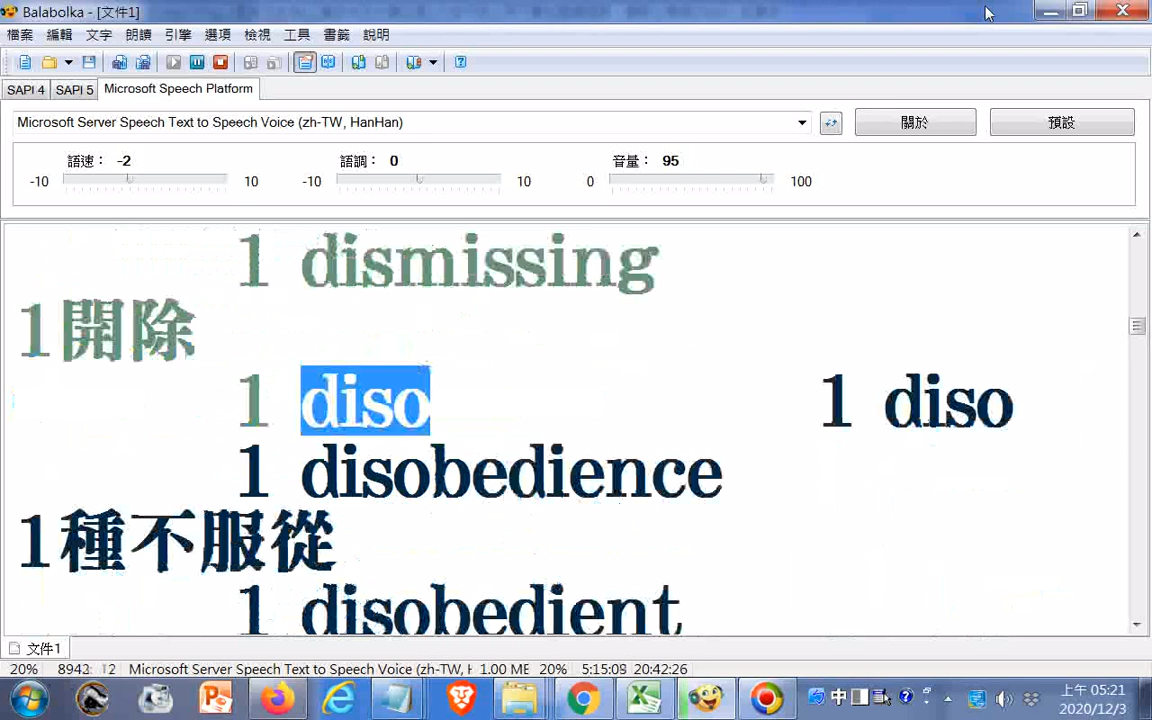 Balabolka - [文件1]
檔案 編輯 文字 朗讀 引擎 選項 檢視 工具 書籤 說明
SAPI 4 SAPI 5 Microsoft Speech Platform
Microsoft Server Speech Text to Speech Voice (zh-TW, HanHan) 關於 預設
語速： -2 語調： 0 音量： 95
-10 10 -10 10 0 100
1 dismissing
1開除
1 diso 1 diso
1 disobedience
1種不服從
1 disobedient
文件1
20% Microsoft Server Speech Text to Speech Voice (zh-TW, 1.00 ME 20% 5:15:09 20:42:26
中 上午 05:21
2020/12/3